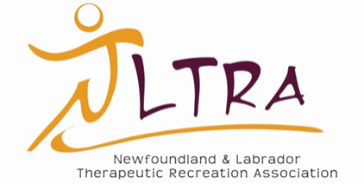 NLTRA
Newfoundland & Labrador
Therapeutic Recreation Association